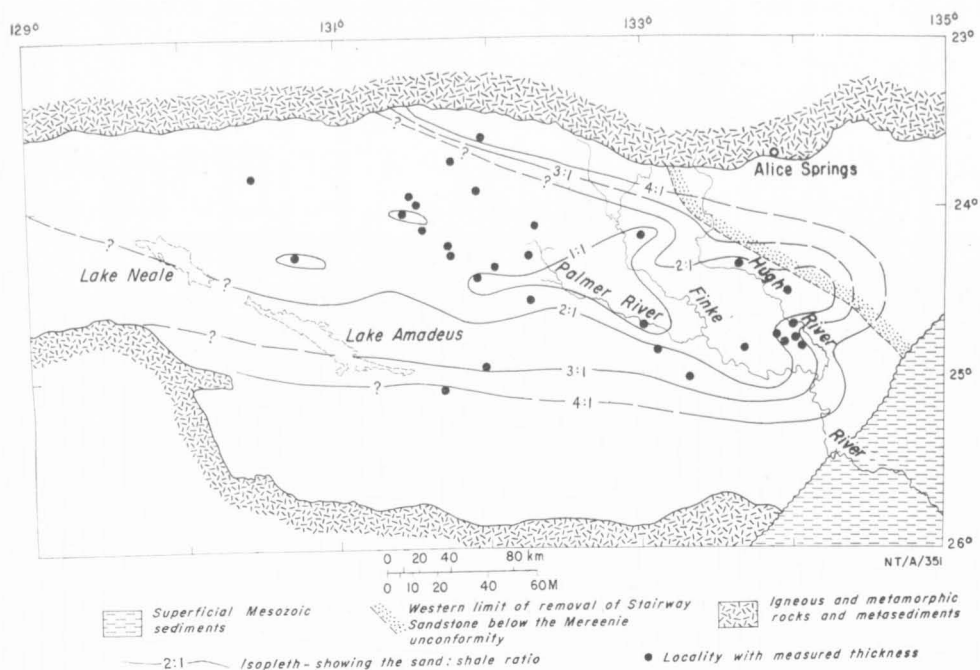 129° 131° 133° 135°
23°
?
?
3:1
4:1
?
Alice Springs
24°
?
1:1
2:1
Hugh
Lake Neale
?
Palmer River
Finke
River
2:1
Lake Amadeus
?
3:1
25°
?
4:1
River
26°
0 20 40 80 km
NT/A/351
0 10 20 40 60 M
Superficial Mesozoic
sediments
Western limit of removal of Stairway
Sandstone below the Mereenie
unconformity
Igneous and metamorphic
rocks and metasediments
2:1 Isopleth - showing the sand : shale ratio
Locality with measured thickness